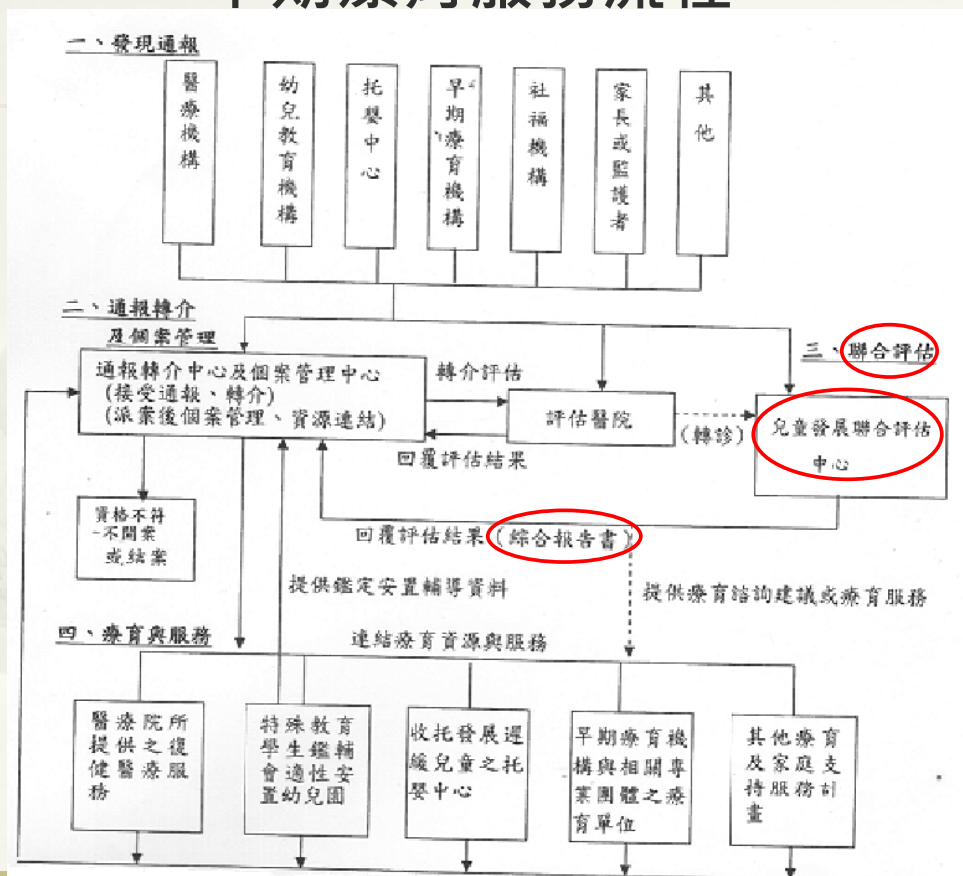 早期療育服務流程
一、發現通報
醫療機構
幼兒教育機構
托嬰中心
早期療育機構
社福機構
家長或監護者
其他
二、通報轉介
及個案管理
通報轉介中心及個案管理中心
(接受通報、轉介)
(派案後個案管理、資源連結)
轉介評估
回覆評估結果
評估醫院
(轉診)
三、聯合評估
兒童發展聯合評估
中心
資格不符
-不開案
或結案
回覆評估結果(綜合報告書)
提供鑑定安置輔導資料
提供療育諮詢建議或療育服務
四、療育與服務
連結療育資源與服務
醫療院所
提供之復
健醫療服
務
特殊教育
學生鑑輔
會適性安
置幼兒園
收托發展遲
緩兒童之托
嬰中心
早期療育機
構與相關專
業團體之療
育單位
其他療育
及家庭支
持服務計
畫